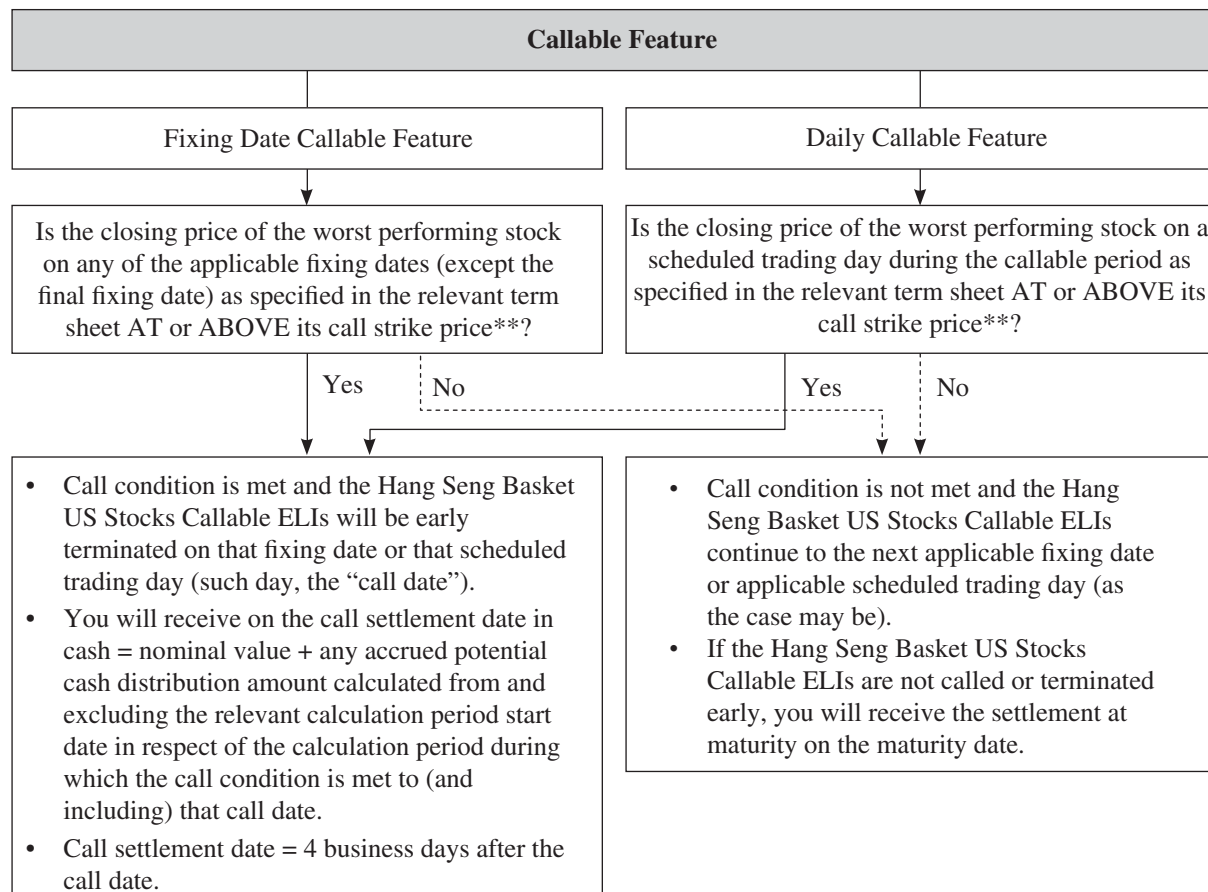 Callable Feature
Fixing Date Callable Feature
Daily Callable Feature
Is the closing price of the worst performing stock
on any of the applicable fixing dates (except the
final fixing date) as specified in the relevant term
sheet AT or ABOVE its call strike price**?
Is the closing price of the worst performing stock on a
scheduled trading day during the callable period as
specified in the relevant term sheet AT or ABOVE its
call strike price**?
Yes
No
Yes
No
• Call condition is met and the Hang Seng Basket
US Stocks Callable ELIs will be early
terminated on that fixing date or that scheduled
trading day (such day, the “call date”).
• You will receive on the call settlement date in
cash = nominal value + any accrued potential
cash distribution amount calculated from and
excluding the relevant calculation period start
date in respect of the calculation period during
which the call condition is met to (and
including) that call date.
• Call settlement date = 4 business days after the
call date.
• Call condition is not met and the Hang
Seng Basket US Stocks Callable ELIs
continue to the next applicable fixing date
or applicable scheduled trading day (as
the case may be).
• If the Hang Seng Basket US Stocks
Callable ELIs are not called or terminated
early, you will receive the settlement at
maturity on the maturity date.